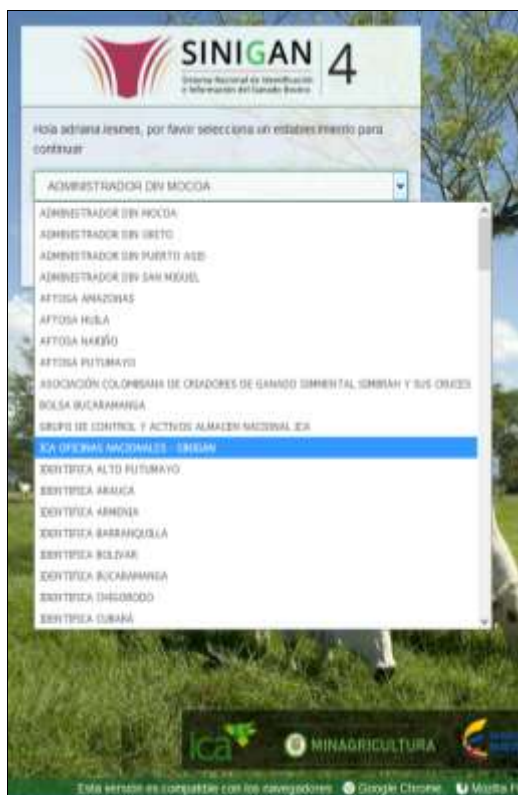 SINIGAN 4
Sistema Nacional de Identificación
e Información del Ganado Bovino
Hola adriana lesmes, por favor selecciona un establecimiento para
continuar
ADMINISTRADOR DIN MOCOA
ADMINISTRADOR DIN MOCOA
ADMINISTRADOR DIN ORITO
ADMINISTRADOR DIN PUERTO ASIS
ADMINISTRADOR DIN SAN MIGUEL
AFTOSA AMAZONAS
AFTOSA HUILA
AFTOSA NARIÑO
AFTOSA PUTUMAYO
ASOCIACIÓN COLOMBIANA DE CRIADORES DE GANADO SIMMENTAL SIMBRAH Y SUS CRUCES
BOLSA BUCARAMANGA
GRUPO DE CONTROL Y ACTIVOS ALMACEN NACIONAL ICA
ICA OFICINAS NACIONALES - SINIGAN
IDENTIFICA ALTO PUTUMAYO
IDENTIFICA ARAUCA
IDENTIFICA ARMENIA
IDENTIFICA BARRANQUILLA
IDENTIFICA BOLIVAR
IDENTIFICA BUCARAMANGA
IDENTIFICA CHIGORODO
IDENTIFICA CUBARÁ
ica MINAGRICULTURA
Esta versión es compatible con los navegadores Google Chrome Mozilla F